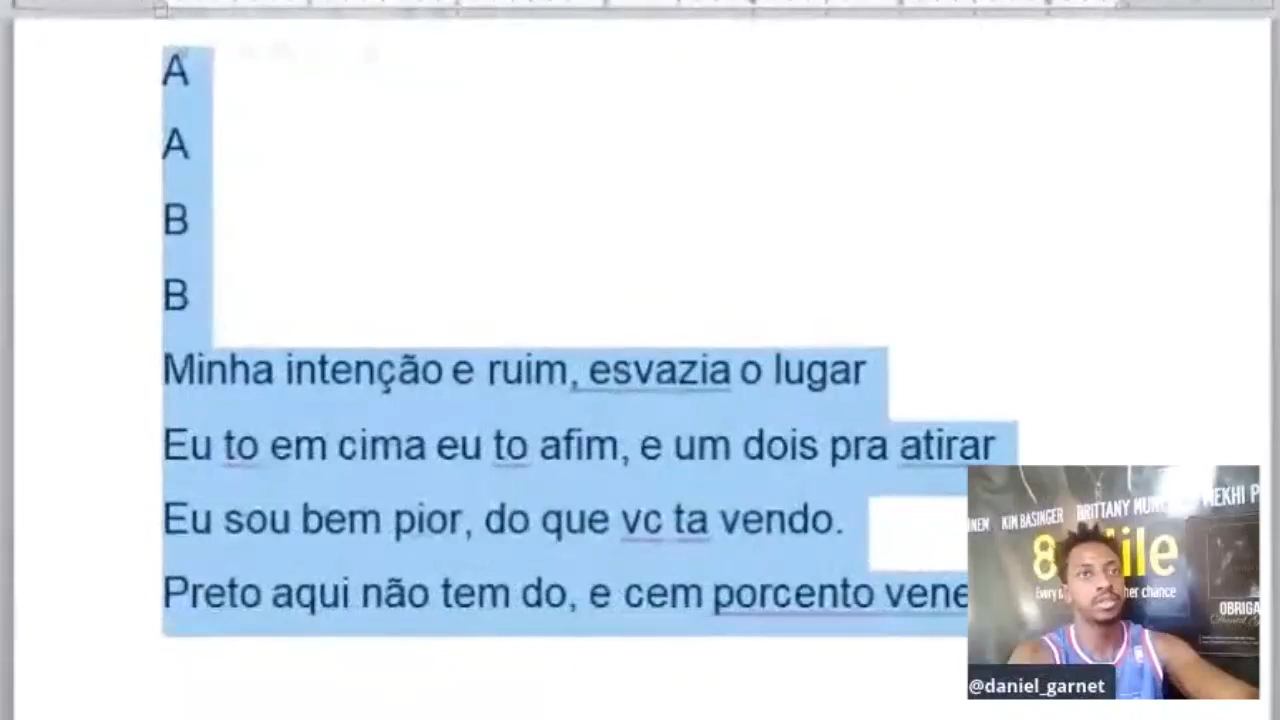 A
A
B
B
Minha intenção e ruim, esvazia o lugar
Eu to em cima eu to afim, e um dois pra atirar
Eu sou bem pior, do que vc ta vendo.
Preto aqui não tem do, e cem porcento
KIM BASINGER
BRITTANY
8
@daniel_garnet